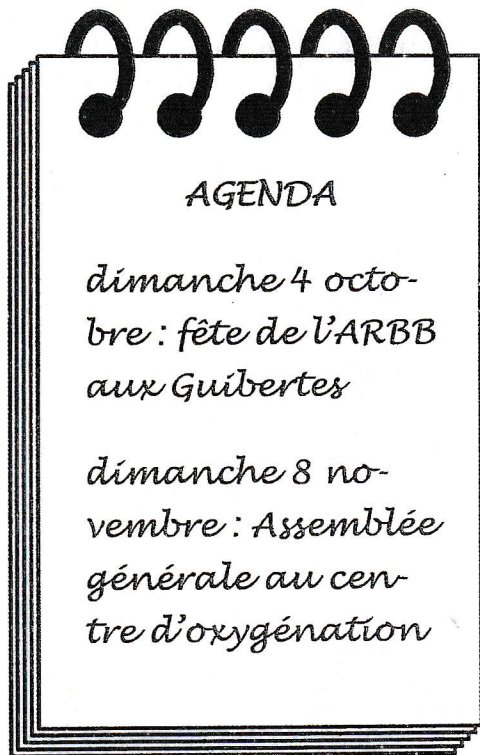 AGENDA
dimanche 4 octo-
bre : fête de l'ARBB
aux Guibertes
dimanche 8 no-
vembre : Assemblée
générale au cen-
tre d'oxygénation